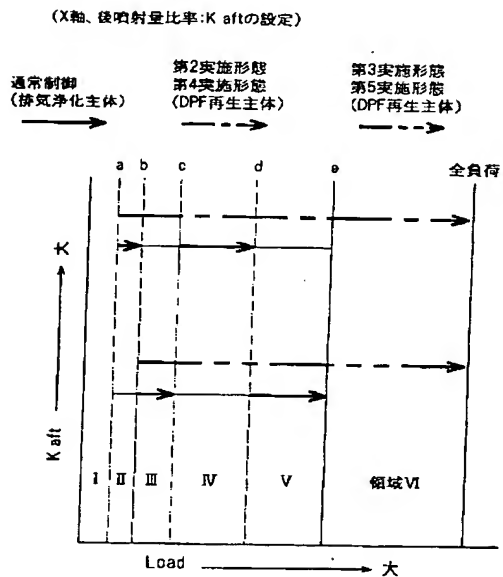 (X軸、後噴射量比率:K aftの設定)
通常制御
(排気浄化主体)
第2実施形態
第4実施形態
(DPF再生主体)
第3実施形態
第5実施形態
(DPF再生主体)
a b c d e 全負荷
大
K aft
I II III IV V 領域VI
Load 大